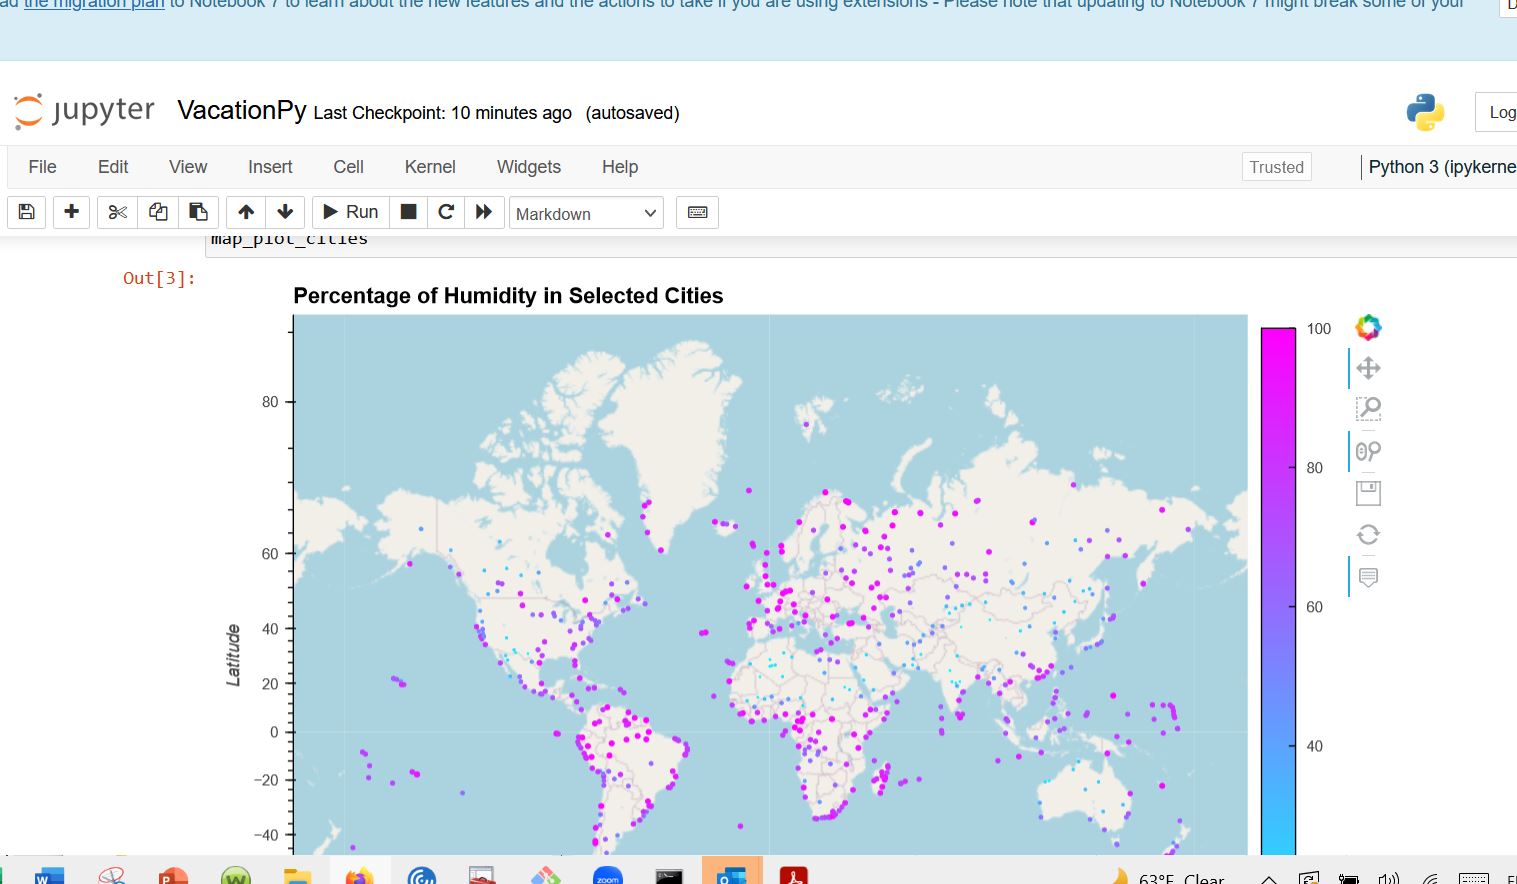 ad the migration plan to Notebook 7 to learn about the new features and the actions to take if you are using extensions - Please note that updating to Notebook 7 might break some of your
D
jupyter VacationPy Last Checkpoint: 10 minutes ago (autosaved)
Log
File Edit View Insert Cell Kernel Widgets Help Trusted Python 3 (ipykerne
Run Markdown
map_plot_cities
Out[3]:
Percentage of Humidity in Selected Cities
100
80
80
60
60
40
Latitude
20
0
40
−20
−40
W P W zoom
63°F Clear